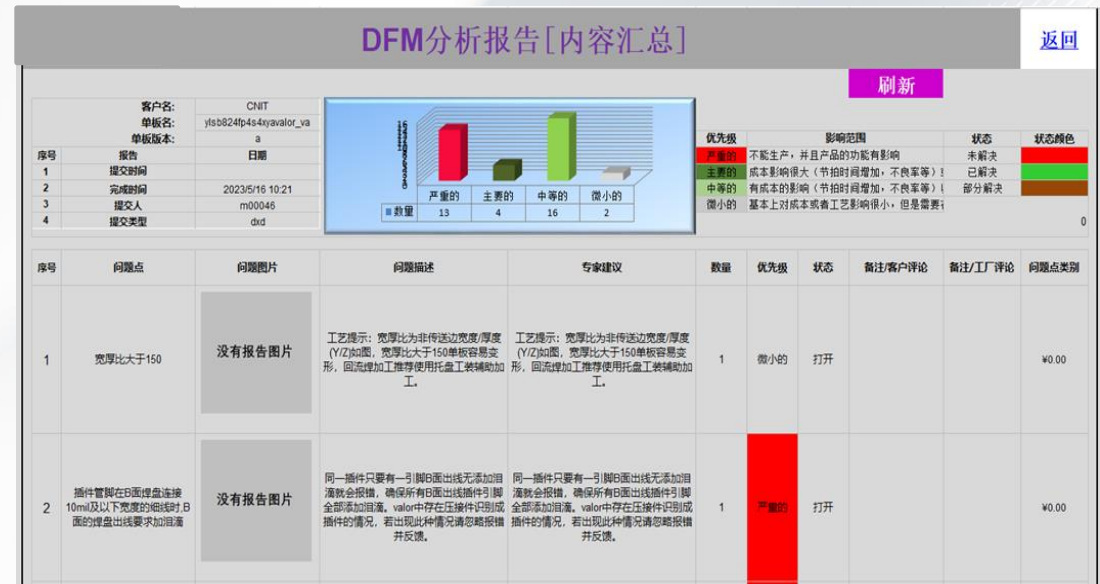 DFM分析报告[内容汇总]
返回
刷新
客户名: CNIT
单板名: ylsb824fp4s4xyavalor_va
单板版本: a
序号 报告 日期
1 提交时间
2 完成时间 2023/5/16 10:21
3 提交人 m00046
4 提交类型 dxd
严重的 主要的 中等的 微小的
数量 13 4 16 2
优先级 影响范围 状态 状态颜色
严重的 不能生产，并且产品的功能有影响 未解决
主要的 成本影响很大（节拍时间增加，不良率等） 已解决
中等的 有成本的影响（节拍时间增加，不良率等） 部分解决
微小的 基本上对成本或者工艺影响很小，但是需要
0
序号 问题点 问题图片 问题描述 专家建议 数量 优先级 状态 备注/客户评论 备注/工厂评论 问题点类别
1 宽厚比大于150 没有报告图片
工艺提示：宽厚比为非传送边宽度/厚度
(Y/Z)如图，宽厚比大于150单板容易变
形，回流焊加工推荐使用托盘工装辅助加
工。
工艺提示：宽厚比为非传送边宽度/厚度
(Y/Z)如图，宽厚比大于150单板容易变
形，回流焊加工推荐使用托盘工装辅助加
工。
1 微小的 打开 ¥0.00
2
插件管脚在B面焊盘连接
10mil及以下宽度的细线时,B
面的焊盘出线要求加泪滴
没有报告图片
同一插件只要有一引脚B面出线无添加泪
滴就会报错，确保所有B面出线插件引脚
全部添加泪滴。valor中存在压接件识别成
插件的情况，若出现此种情况请忽略报错
并反馈。
同一插件只要有一引脚B面出线无添加泪
滴就会报错，确保所有B面出线插件引脚
全部添加泪滴。valor中存在压接件识别成
插件的情况，若出现此种情况请忽略报错
并反馈。
1 严重的 打开 ¥0.00